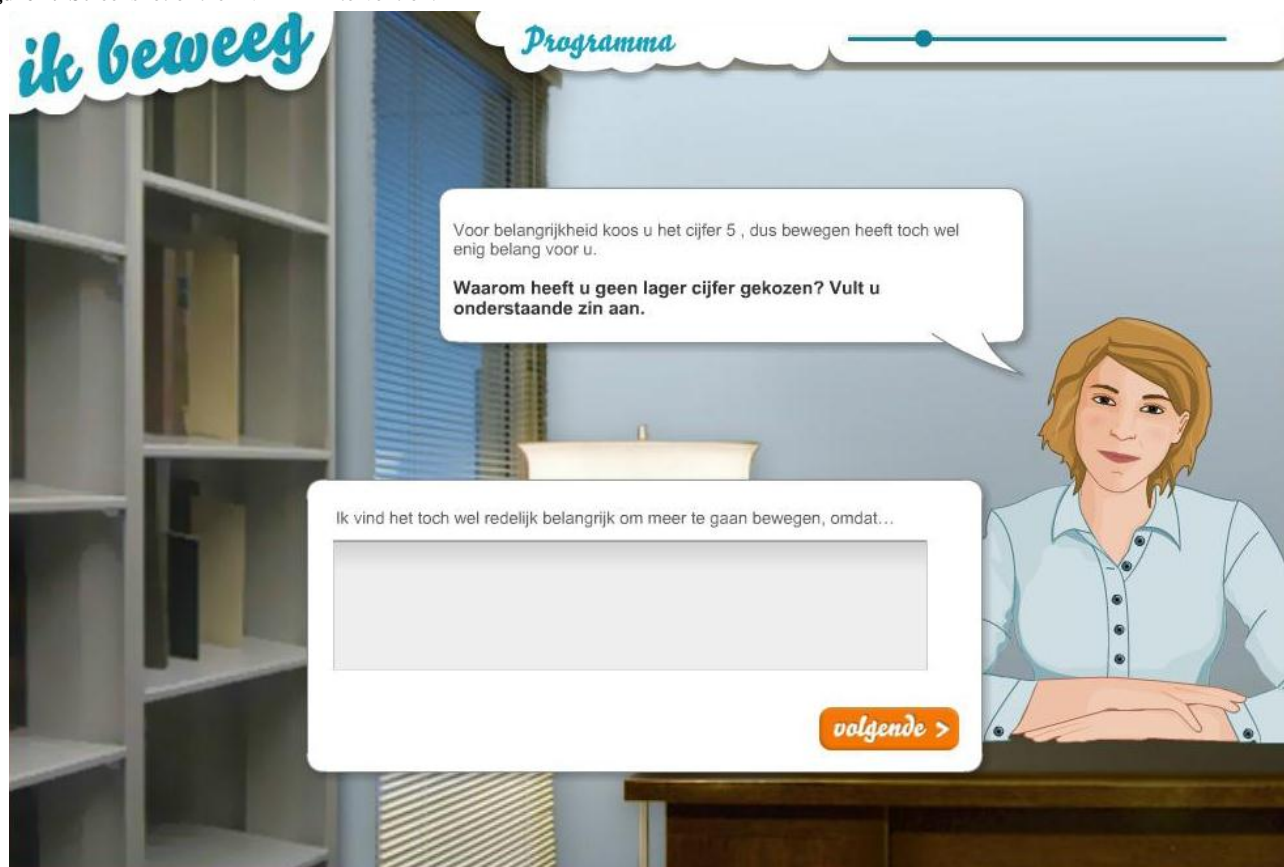 ik beweeg
Programma
Voor belangrijkheid koos u het cijfer 5 , dus bewegen heeft toch wel
enig belang voor u.
Waarom heeft u geen lager cijfer gekozen? Vult u
onderstaande zin aan.
Ik vind het toch wel redelijk belangrijk om meer te gaan bewegen, omdat…
volgende >